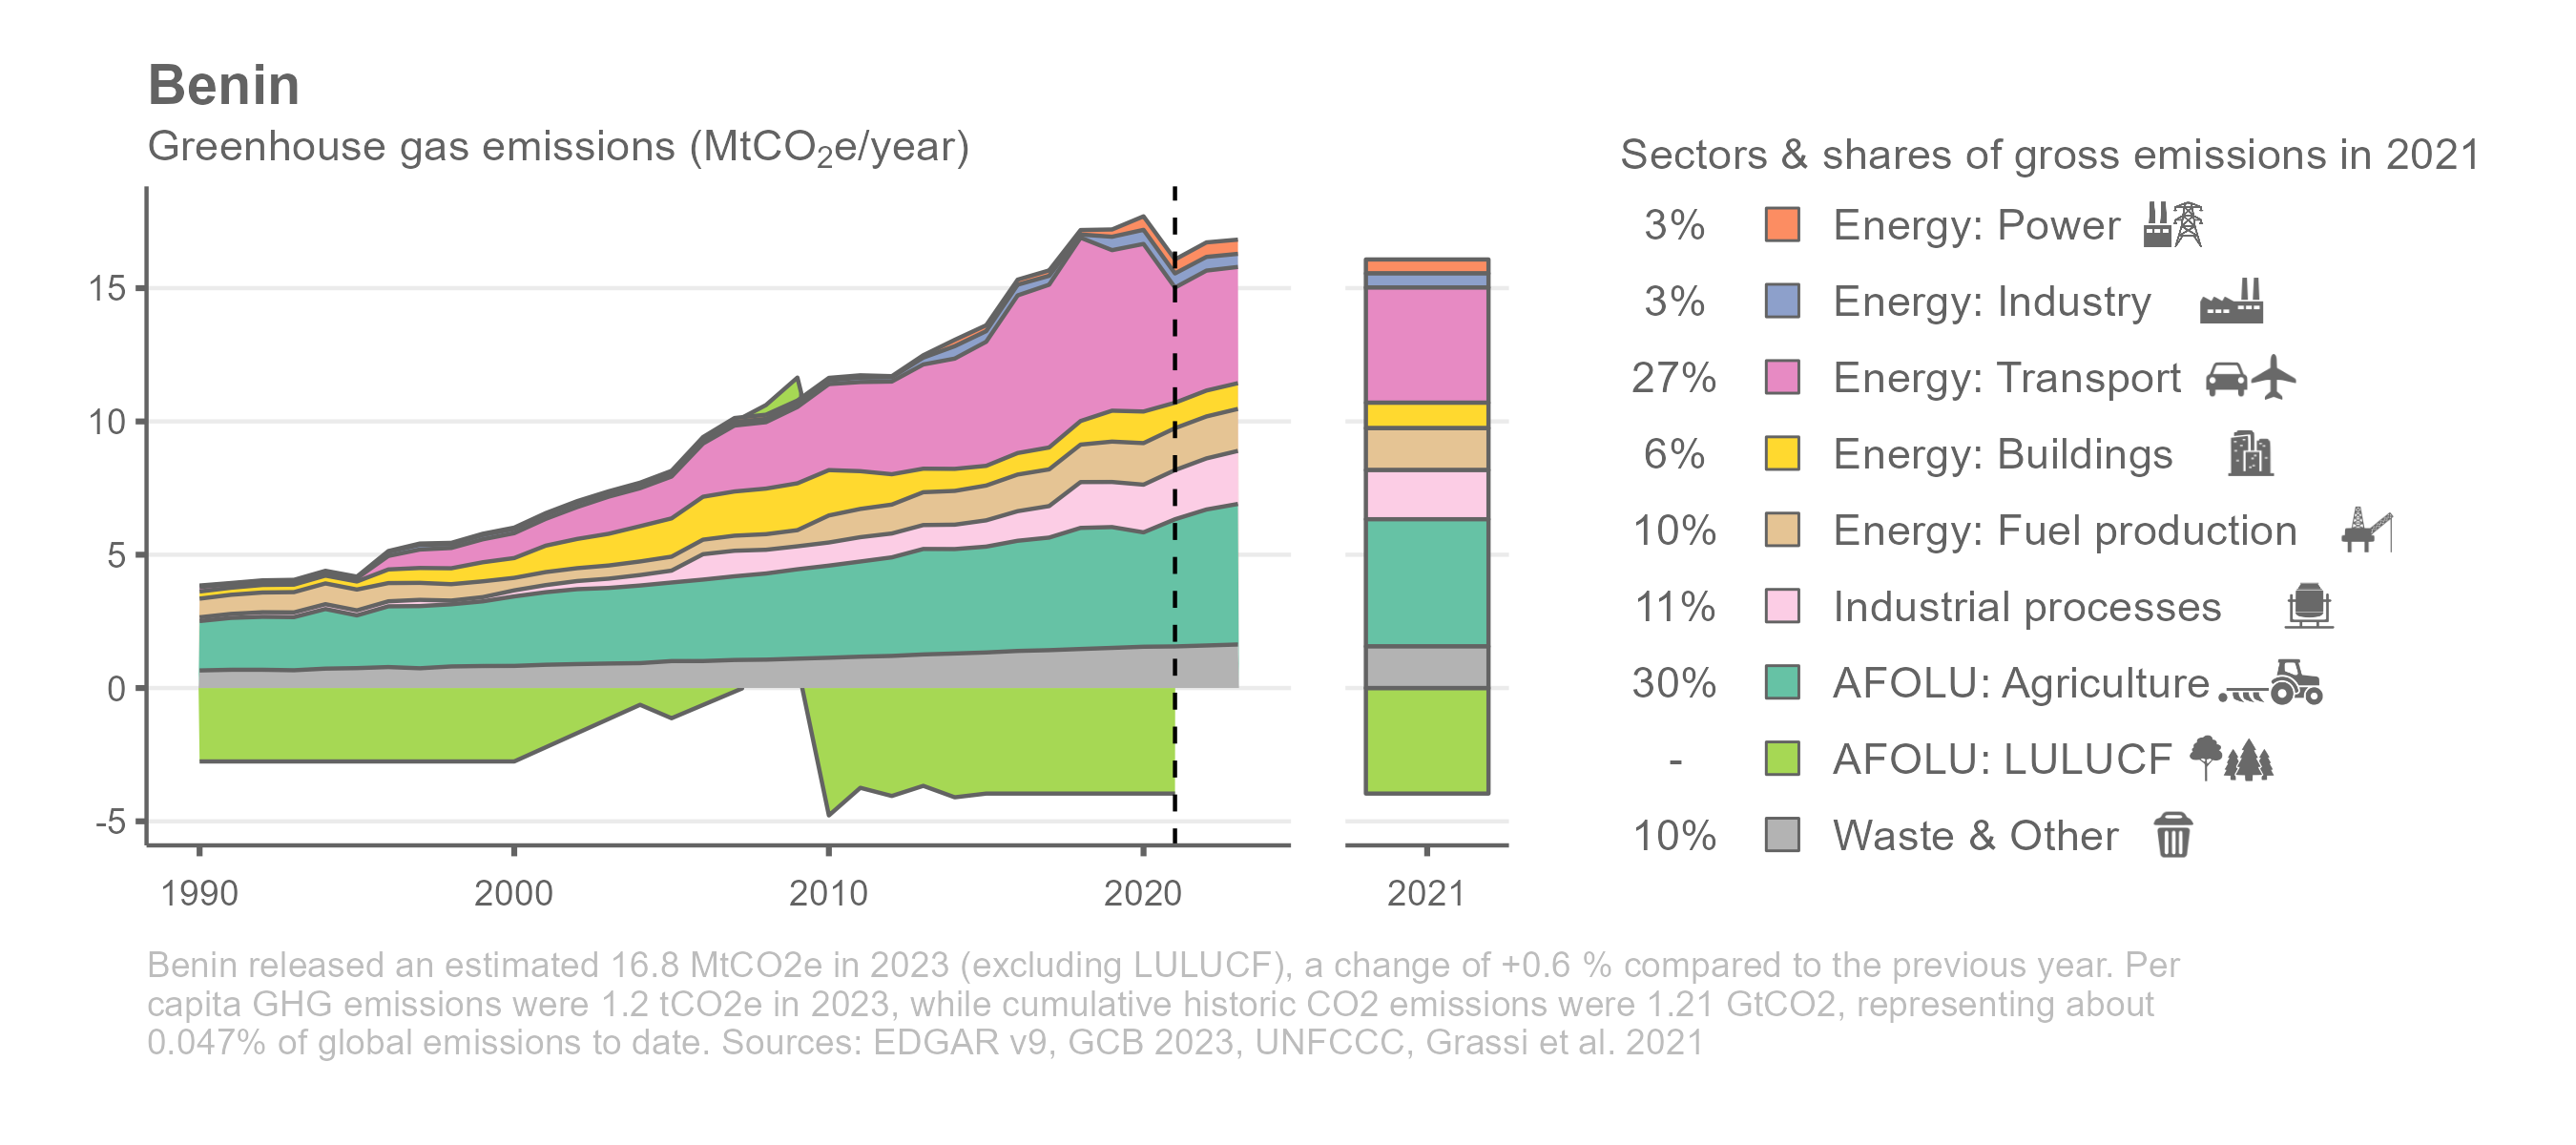 Benin
Greenhouse gas emissions (MtCO₂e/year)
15
10
5
0
-5
1990
2000
2010
2020
2021
Sectors & shares of gross emissions in 2021
3% Energy: Power
3% Energy: Industry
27% Energy: Transport
6% Energy: Buildings
10% Energy: Fuel production
11% Industrial processes
30% AFOLU: Agriculture
- AFOLU: LULUCF
10% Waste & Other
Benin released an estimated 16.8 MtCO2e in 2023 (excluding LULUCF), a change of +0.6 % compared to the previous year. Per
capita GHG emissions were 1.2 tCO2e in 2023, while cumulative historic CO2 emissions were 1.21 GtCO2, representing about
0.047% of global emissions to date. Sources: EDGAR v9, GCB 2023, UNFCCC, Grassi et al. 2021